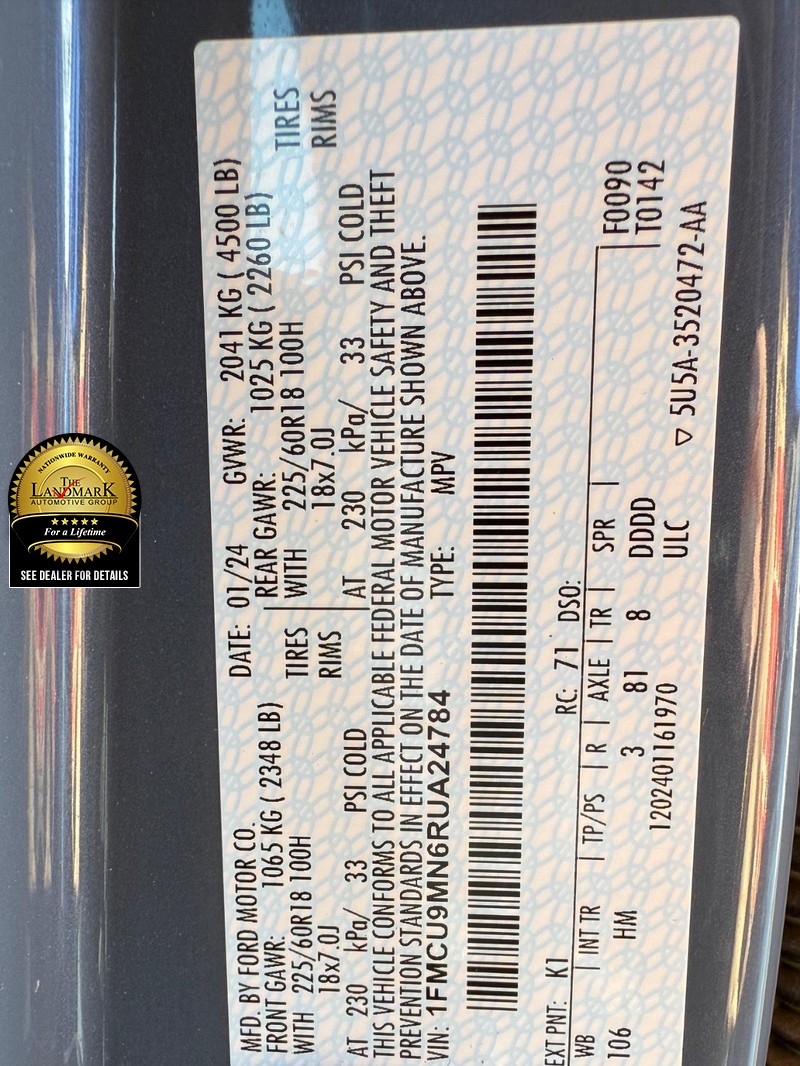 MFD. BY FORD MOTOR CO. DATE: 01/24 GVWR: 2041 KG ( 4500 LB)
FRONT GAWR: 1065 KG ( 2348 LB) REAR GAWR: 1025 KG ( 2260 LB)
WITH 225/60R18 100H TIRES WITH 225/60R18 100H TIRES
18x7.0J RIMS 18x7.0J RIMS
AT 230 kPa/ 33 PSI COLD AT 230 kPa/ 33 PSI COLD
THIS VEHICLE CONFORMS TO ALL APPLICABLE FEDERAL MOTOR VEHICLE SAFETY AND THEFT
PREVENTION STANDARDS IN EFFECT ON THE DATE OF MANUFACTURE SHOWN ABOVE.
VIN: 1FMCU9MN6RUA24784 TYPE: MPV
EXT PNT: K1 RC: 71 DSO:
WB INT TR TP/PS R AXLE TR SPR F0090
106 HM 3 81 8 DDDD T0142
1202401161970 ULC
▽ 5U5A-3520472-AA
NATIONWIDE WARRANTY
THE
LANDMARK
AUTOMOTIVE GROUP
For a Lifetime
SEE DEALER FOR DETAILS